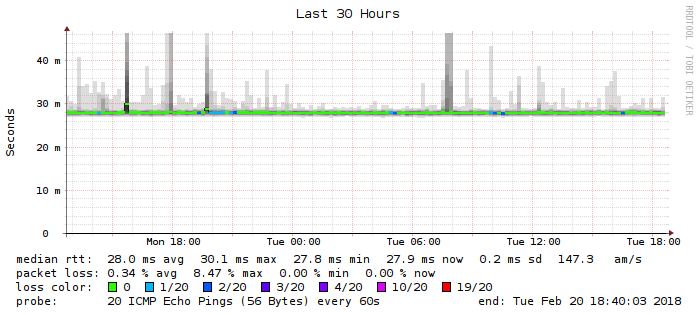 Last 30 Hours
RRDTOOL / TOBI OETIKER
Seconds
40 m
30 m
20 m
10 m
0
Mon 18:00 Tue 00:00 Tue 06:00 Tue 12:00 Tue 18:00
median rtt: 28.0 ms avg 30.1 ms max 27.8 ms min 27.9 ms now 0.2 ms sd 147.3 am/s
packet loss: 0.34 % avg 8.47 % max 0.00 % min 0.00 % now
loss color: 0 1/20 2/20 3/20 4/20 10/20 19/20
probe: 20 ICMP Echo Pings (56 Bytes) every 60s end: Tue Feb 20 18:40:03 2018